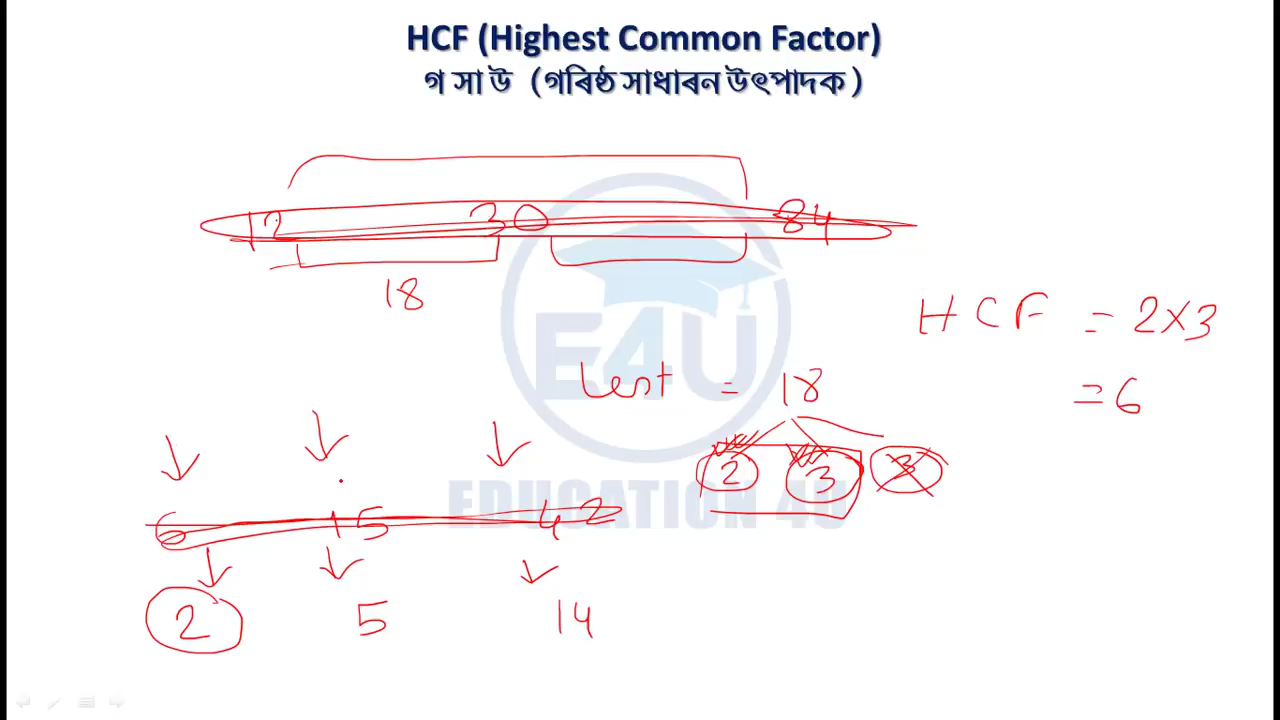 HCF (Highest Common Factor)
গ সা উ (গৰিষ্ঠ সাধাৰন উৎপাদক)
12 30 84
18
HCF = 2×3
= 6
= 18
2 3 3
6 15 42
2 5 14
E4U
EDUCATION 4U